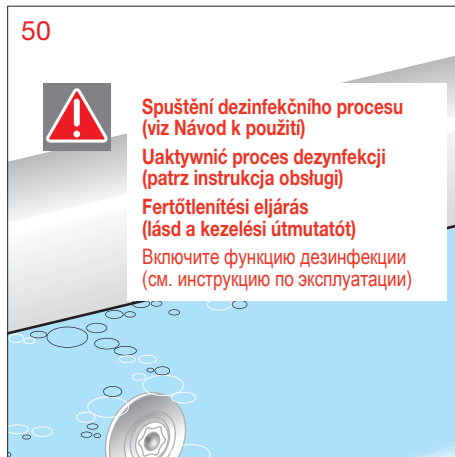 50
Spuštění dezinfekčního procesu
(viz Návod k použití)
Uaktywnić proces dezynfekcji
(patrz instrukcja obsługi)
Fertőtlenítési eljárás
(lásd a kezelési útmutatót)
Включите функцию дезинфекции
(см. инструкцию по эксплуатации)